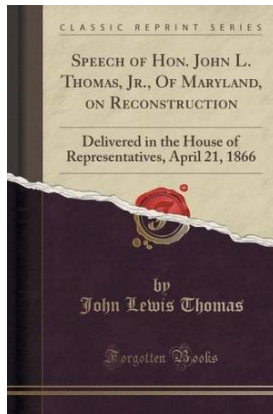 CLASSIC REPRINT SERIES
SPEECH OF HON. JOHN L.
THOMAS, JR., OF MARYLAND,
ON RECONSTRUCTION
Delivered in the House of
Representatives, April 21, 1866
by
John Lewis Thomas
Forgotten Books